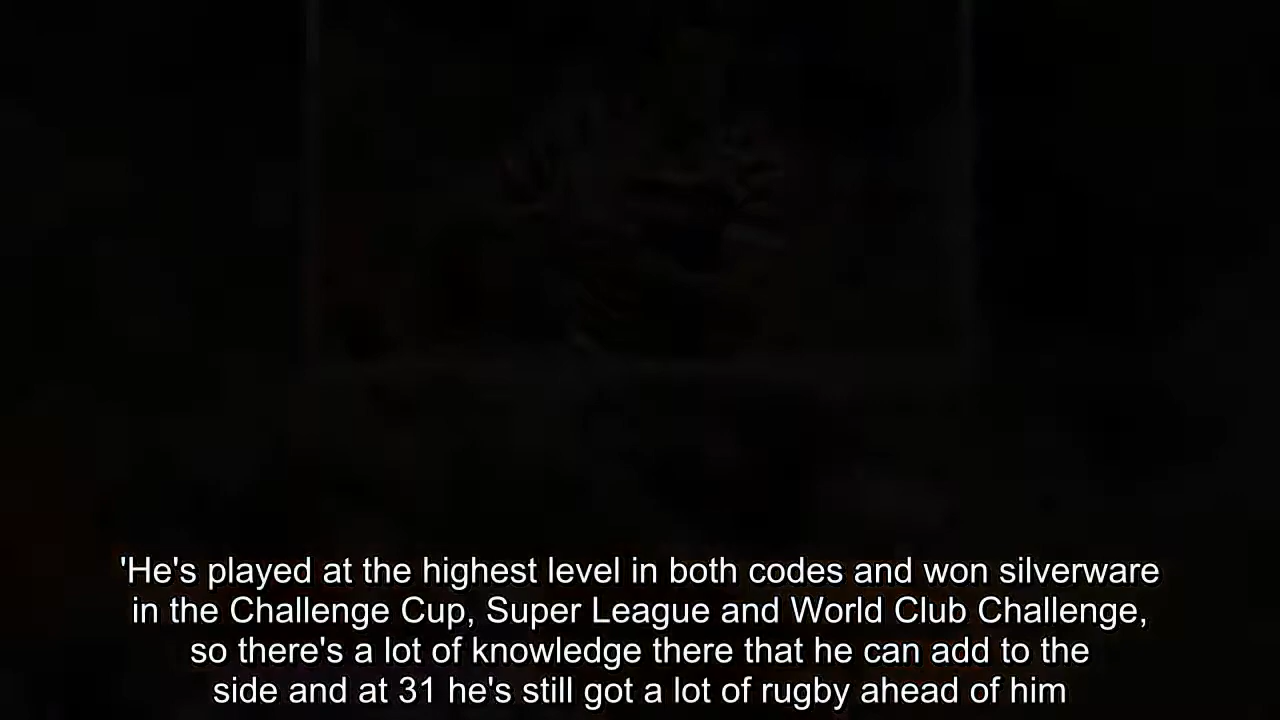 'He's played at the highest level in both codes and won silverware
in the Challenge Cup, Super League and World Club Challenge,
so there's a lot of knowledge there that he can add to the
side and at 31 he's still got a lot of rugby ahead of him